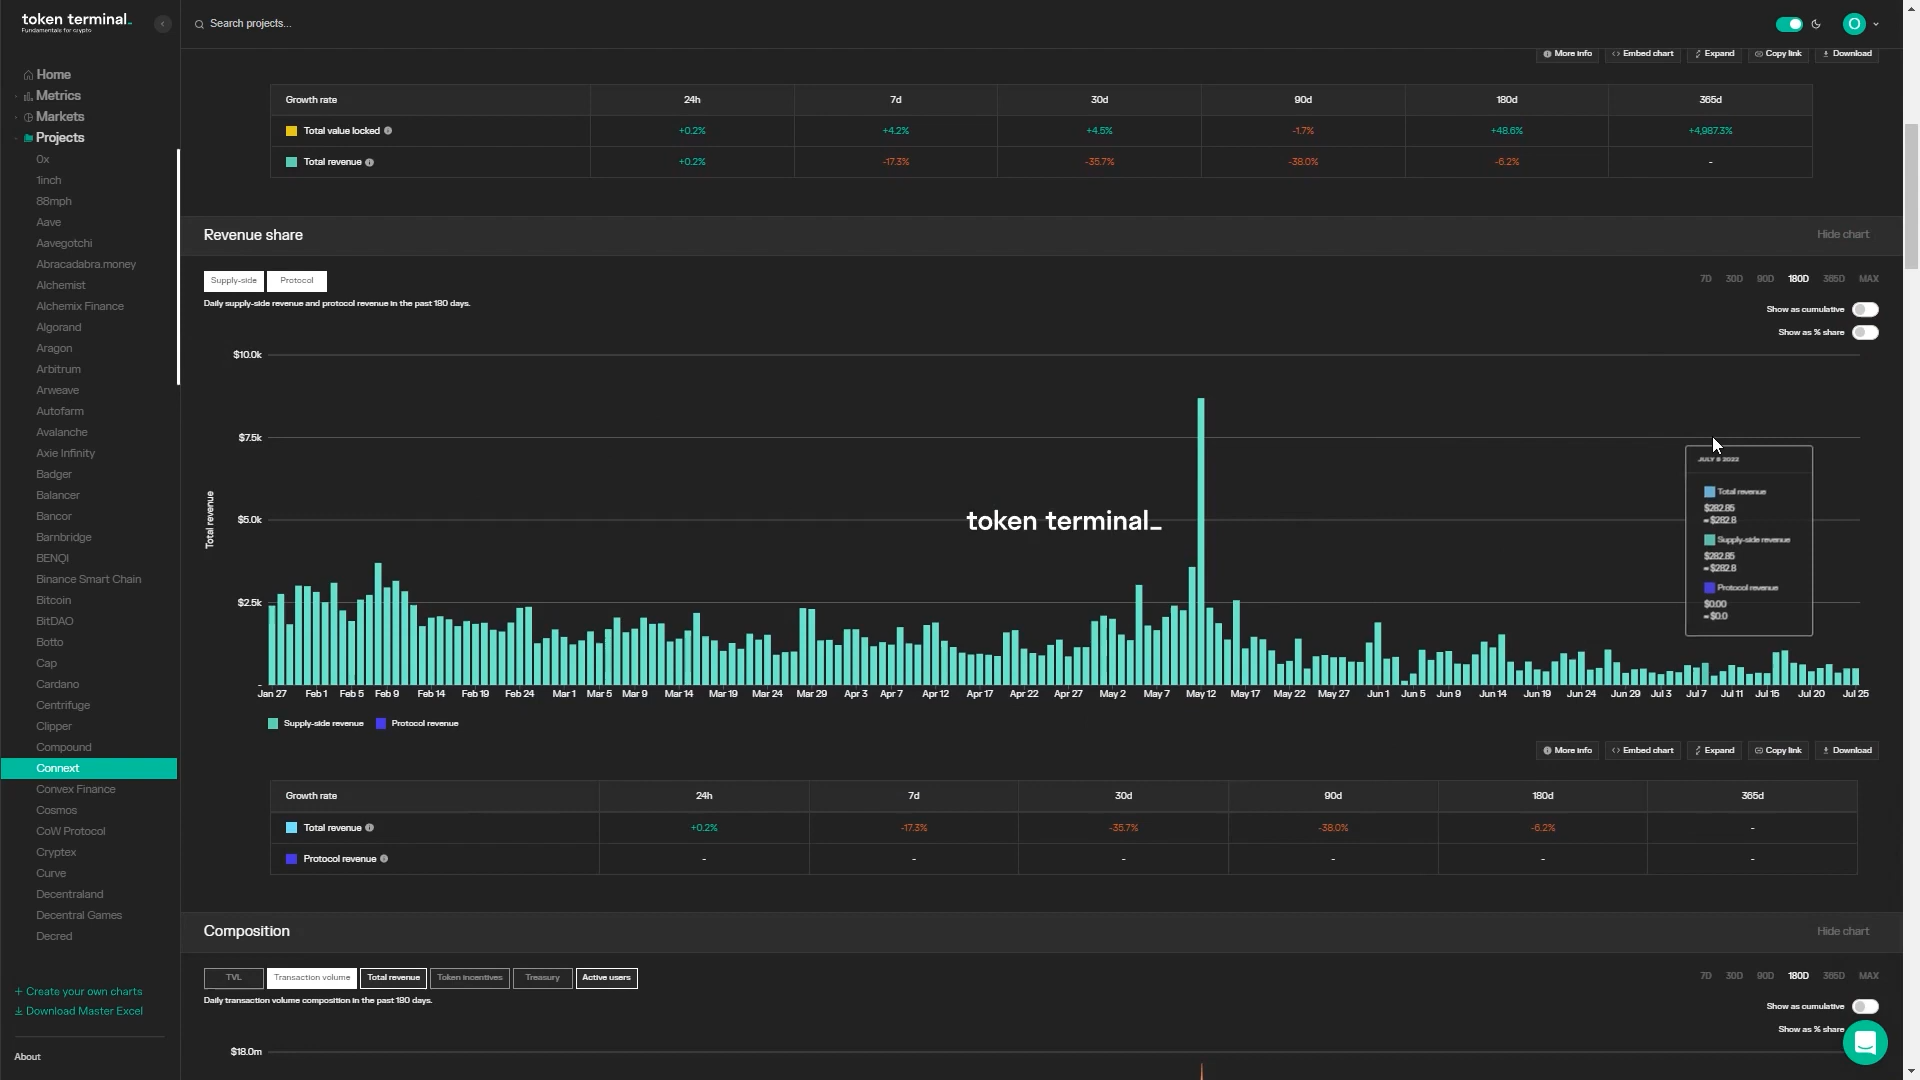 token terminal_
Fundamentals for crypto
Search projects...
O
Home
Metrics
Markets
Projects
0x
1inch
88mph
Aave
Aavegotchi
Abracadabra.money
Alchemist
Alchemix Finance
Algorand
Aragon
Arbitrum
Arweave
Autofarm
Avalanche
Axie Infinity
Badger
Balancer
Bancor
Barnbridge
BENQI
Binance Smart Chain
Bitcoin
BitDAO
Botto
Cap
Cardano
Centrifuge
Clipper
Compound
Connext
Convex Finance
Cosmos
CoW Protocol
Cryptex
Curve
Decentraland
Decentral Games
Decred
+ Create your own charts
Download Master Excel
About
More info <> Embed chart Expand Copy link Download
Growth rate 24h 7d 30d 90d 180d 365d
Total value locked +0.2% +4.2% +4.5% -1.7% +48.6% +4,987.3%
Total revenue +0.2% -17.3% -35.7% -38.0% -6.2% -
Revenue share Hide chart
Supply-side Protocol 7D 30D 90D 180D 365D MAX
Daily supply-side revenue and protocol revenue in the past 180 days.
Show as cumulative
Show as % share
$10.0k
$7.5k
$5.0k
$2.5k
-
Total revenue
token terminal_
JULY 8 2022
Total revenue
$282.85
≈ $282.8
Supply-side revenue
$282.85
≈ $282.8
Protocol revenue
$0.00
≈ $0.0
Jan 27 Feb 1 Feb 5 Feb 9 Feb 14 Feb 19 Feb 24 Mar 1 Mar 5 Mar 9 Mar 14 Mar 19 Mar 24 Mar 29 Apr 3 Apr 7 Apr 12 Apr 17 Apr 22 Apr 27 May 2 May 7 May 12 May 17 May 22 May 27 Jun 1 Jun 5 Jun 9 Jun 14 Jun 19 Jun 24 Jun 29 Jul 3 Jul 7 Jul 11 Jul 15 Jul 20 Jul 25
Supply-side revenue Protocol revenue
More info <> Embed chart Expand Copy link Download
Growth rate 24h 7d 30d 90d 180d 365d
Total revenue +0.2% -17.3% -35.7% -38.0% -6.2% -
Protocol revenue - - - - - -
Composition Hide chart
TVL Transaction volume Total revenue Token incentives Treasury Active users 7D 30D 90D 180D 365D MAX
Daily transaction volume composition in the past 180 days.
Show as cumulative
Show as % share
$18.0m